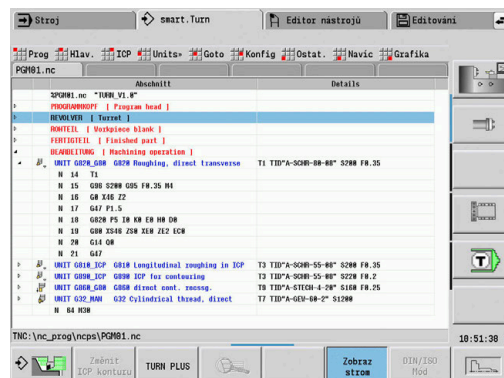 Stroj smart.Turn Editor nástrojů Editování
Prog Hlav. ICP Units» Goto Konfig Ostat. Navíc Grafika
PGM01.nc
Abschnitt Details
%PGM01.nc "TURN_V1.0"
PROGRAMMKOPF [ Program head ]
REVOLVER [ Turret ]
ROHTEIL [ Workpiece blank ]
FERTIGTEIL [ Finished part ]
BEARBEITUNG [ Machining operation ]
UNIT G820_G80 G820 Roughing, direct transverse T1 TID"A-SCHR-80-08" S200 F0.35
N 14 T1
N 15 G96 S200 G95 F0.35 M4
N 16 G0 X46 Z2
N 17 G47 P1.5
N 18 G820 P5 I0 K0 E0 H0 D0
N 19 G80 XS46 ZS0 XE0 ZE2 EC0
N 20 G14 Q0
N 21 G47
UNIT G810_ICP G810 Longitudinal roughing in ICP T3 TID"A-SCHR-55-08" S220 F0.35
UNIT G890_ICP G890 ICP for contouring T3 TID"A-SCHR-55-08" S220 F0.2
UNIT G860_G80 G860 direct cont. recssg. T8 TID"A-STECH-4-20" S160 F0.25
UNIT G32_MAN G32 Cylindrical thread, direct T7 TID"A-GEW-60-2" S1200
N 64 M30
TNC:\nc_prog\ncps\PGM01.nc
10:51:38
T
Změnit ICP konturu TURN PLUS Zobraz strom DIN/ISO Mód